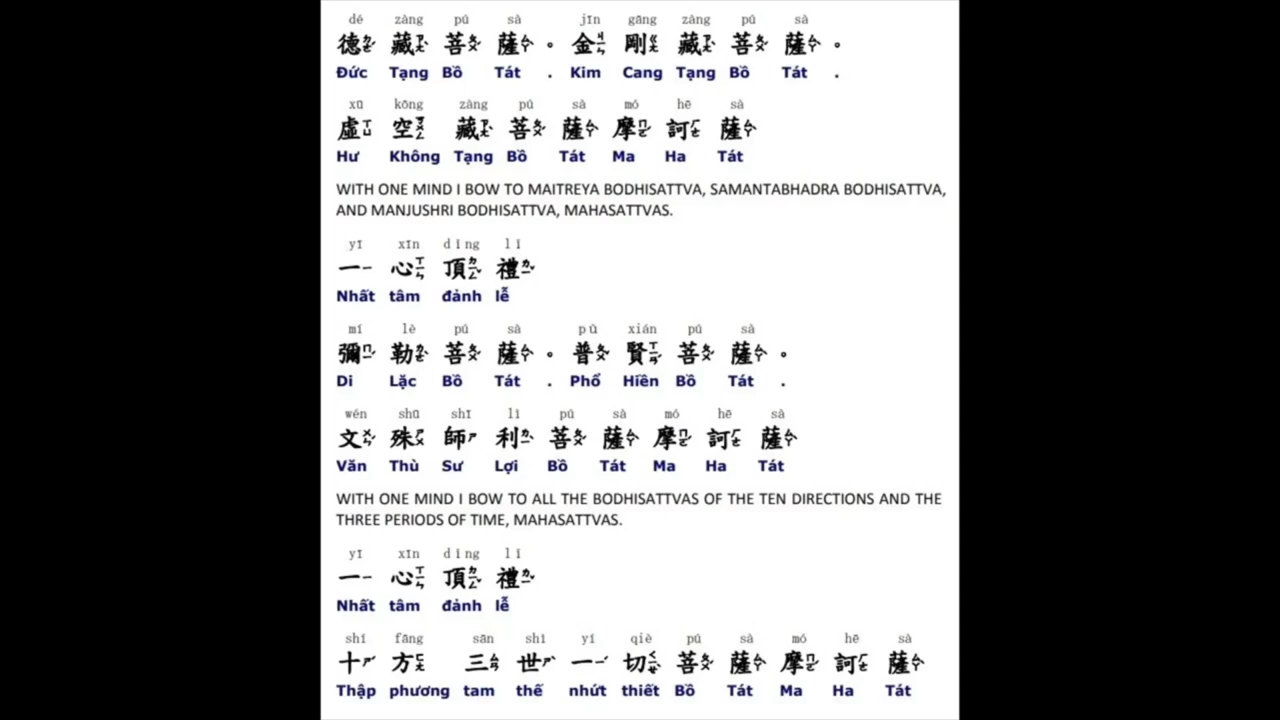 dé zàng pú sà jīn gāng zàng pú sà
德藏菩薩。金剛藏菩薩。
Đức Tạng Bồ Tát . Kim Cang Tạng Bồ Tát .
xū kōng zàng pú sà mó hē sà
虛空藏菩薩摩訶薩
Hư Không Tạng Bồ Tát Ma Ha Tát
WITH ONE MIND I BOW TO MAITREYA BODHISATTVA, SAMANTABHADRA BODHISATTVA,
AND MANJUSHRI BODHISATTVA, MAHASATTVAS.
yī xīn dǐng lǐ
一心頂禮
Nhất tâm đảnh lễ
mí lè pú sà pǔ xián pú sà
彌勒菩薩。普賢菩薩。
Di Lặc Bồ Tát . Phổ Hiền Bồ Tát .
wén shū shī lì pú sà mó hē sà
文殊師利菩薩摩訶薩
Văn Thù Sư Lợi Bồ Tát Ma Ha Tát
WITH ONE MIND I BOW TO ALL THE BODHISATTVAS OF THE TEN DIRECTIONS AND THE
THREE PERIODS OF TIME, MAHASATTVAS.
yī xīn dǐng lǐ
一心頂禮
Nhất tâm đảnh lễ
shí fāng sān shì yí qiè pú sà mó hē sà
十方三世一切菩薩摩訶薩
Thập phương tam thế nhứt thiết Bồ Tát Ma Ha Tát